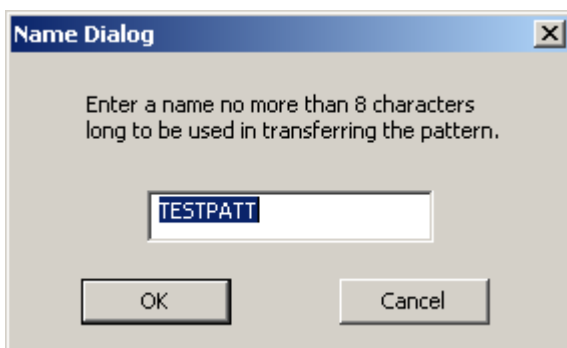 Name Dialog
Enter a name no more than 8 characters
long to be used in transferring the pattern.
TESTPATT
OK Cancel